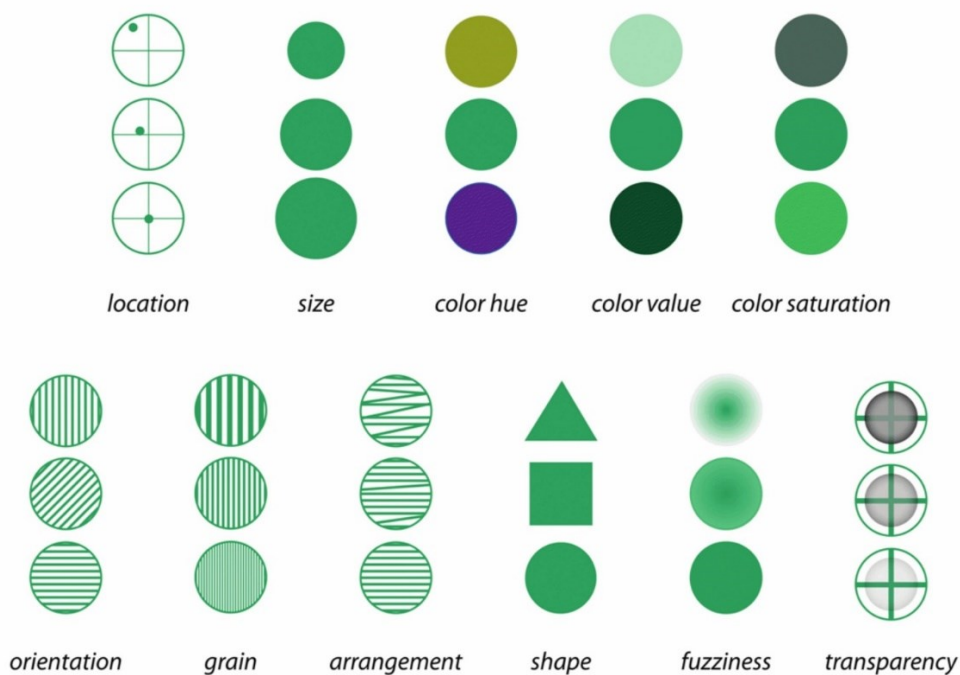 location size color hue color value color saturation
orientation grain arrangement shape fuzziness transparency